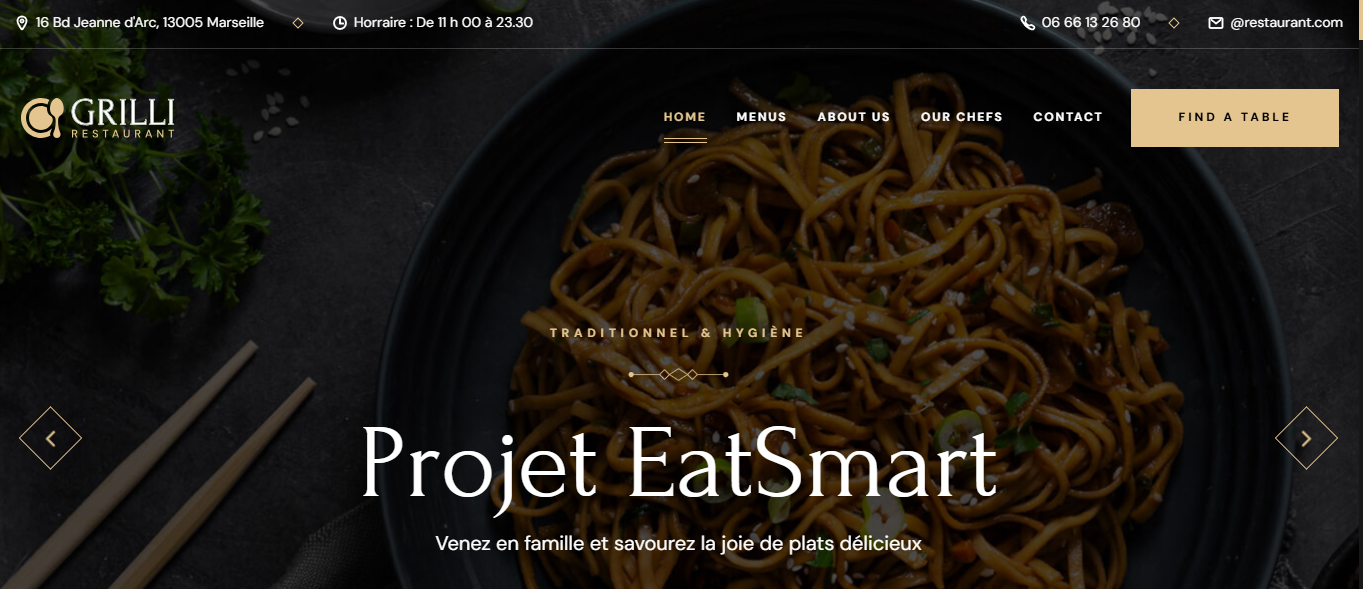 16 Bd Jeanne d'Arc, 13005 Marseille
Horraire : De 11 h 00 à 23.30
06 66 13 26 80
@restaurant.com
GRILLI
RESTAURANT
HOME
MENUS
ABOUT US
OUR CHEFS
CONTACT
FIND A TABLE
TRADITIONNEL & HYGIÈNE
Projet EatSmart
Venez en famille et savourez la joie de plats délicieux